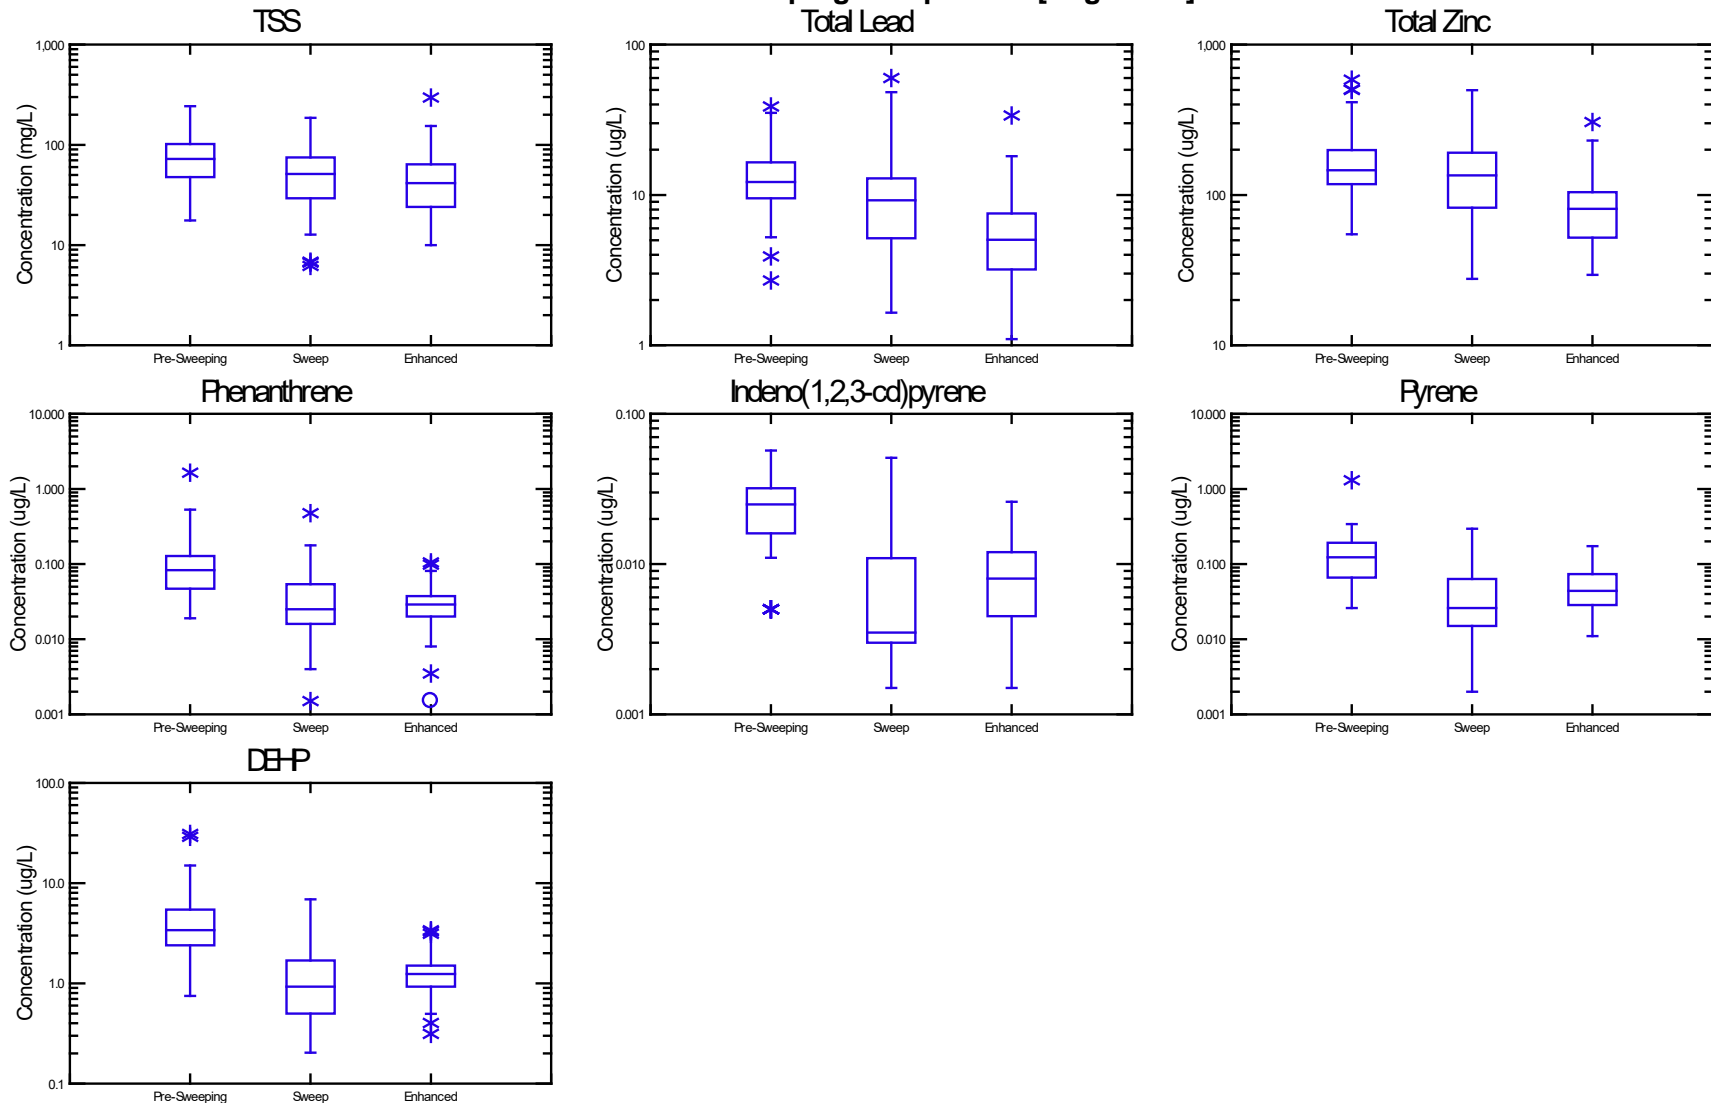 TSS
1,000
100
10
1
Concentration (mg/L)
Pre-Sweeping Sweep Enhanced
Total Lead
100
10
1
Concentration (ug/L)
Pre-Sweeping Sweep Enhanced
Total Zinc
1,000
100
10
Concentration (ug/L)
Pre-Sweeping Sweep Enhanced
Phenanthrene
10.000
1.000
0.100
0.010
0.001
Concentration (ug/L)
Pre-Sweeping Sweep Enhanced
Indeno(1,2,3-cd)pyrene
0.100
0.010
0.001
Concentration (ug/L)
Pre-Sweeping Sweep Enhanced
Pyrene
10.000
1.000
0.100
0.010
0.001
Concentration (ug/L)
Pre-Sweeping Sweep Enhanced
DEHP
100.0
10.0
1.0
0.1
Concentration (ug/L)
Pre-Sweeping Sweep Enhanced